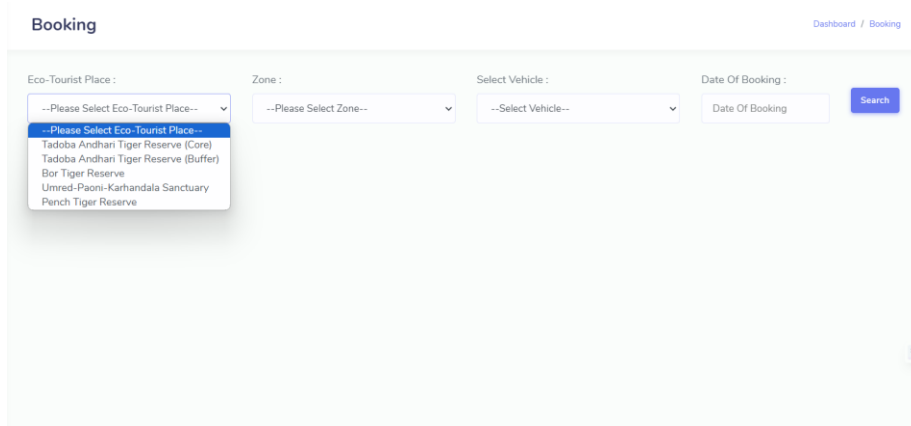 Booking
Dashboard / Booking
Eco-Tourist Place :
Zone :
Select Vehicle :
Date Of Booking :
--Please Select Eco-Tourist Place--
--Please Select Zone--
--Select Vehicle--
Date Of Booking
Search
--Please Select Eco-Tourist Place--
Tadoba Andhari Tiger Reserve (Core)
Tadoba Andhari Tiger Reserve (Buffer)
Bor Tiger Reserve
Umred-Paoni-Karhandala Sanctuary
Pench Tiger Reserve